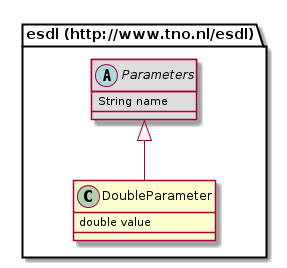 esdl (http://www.tno.nl/esdl)
A Parameters
String name
C DoubleParameter
double value